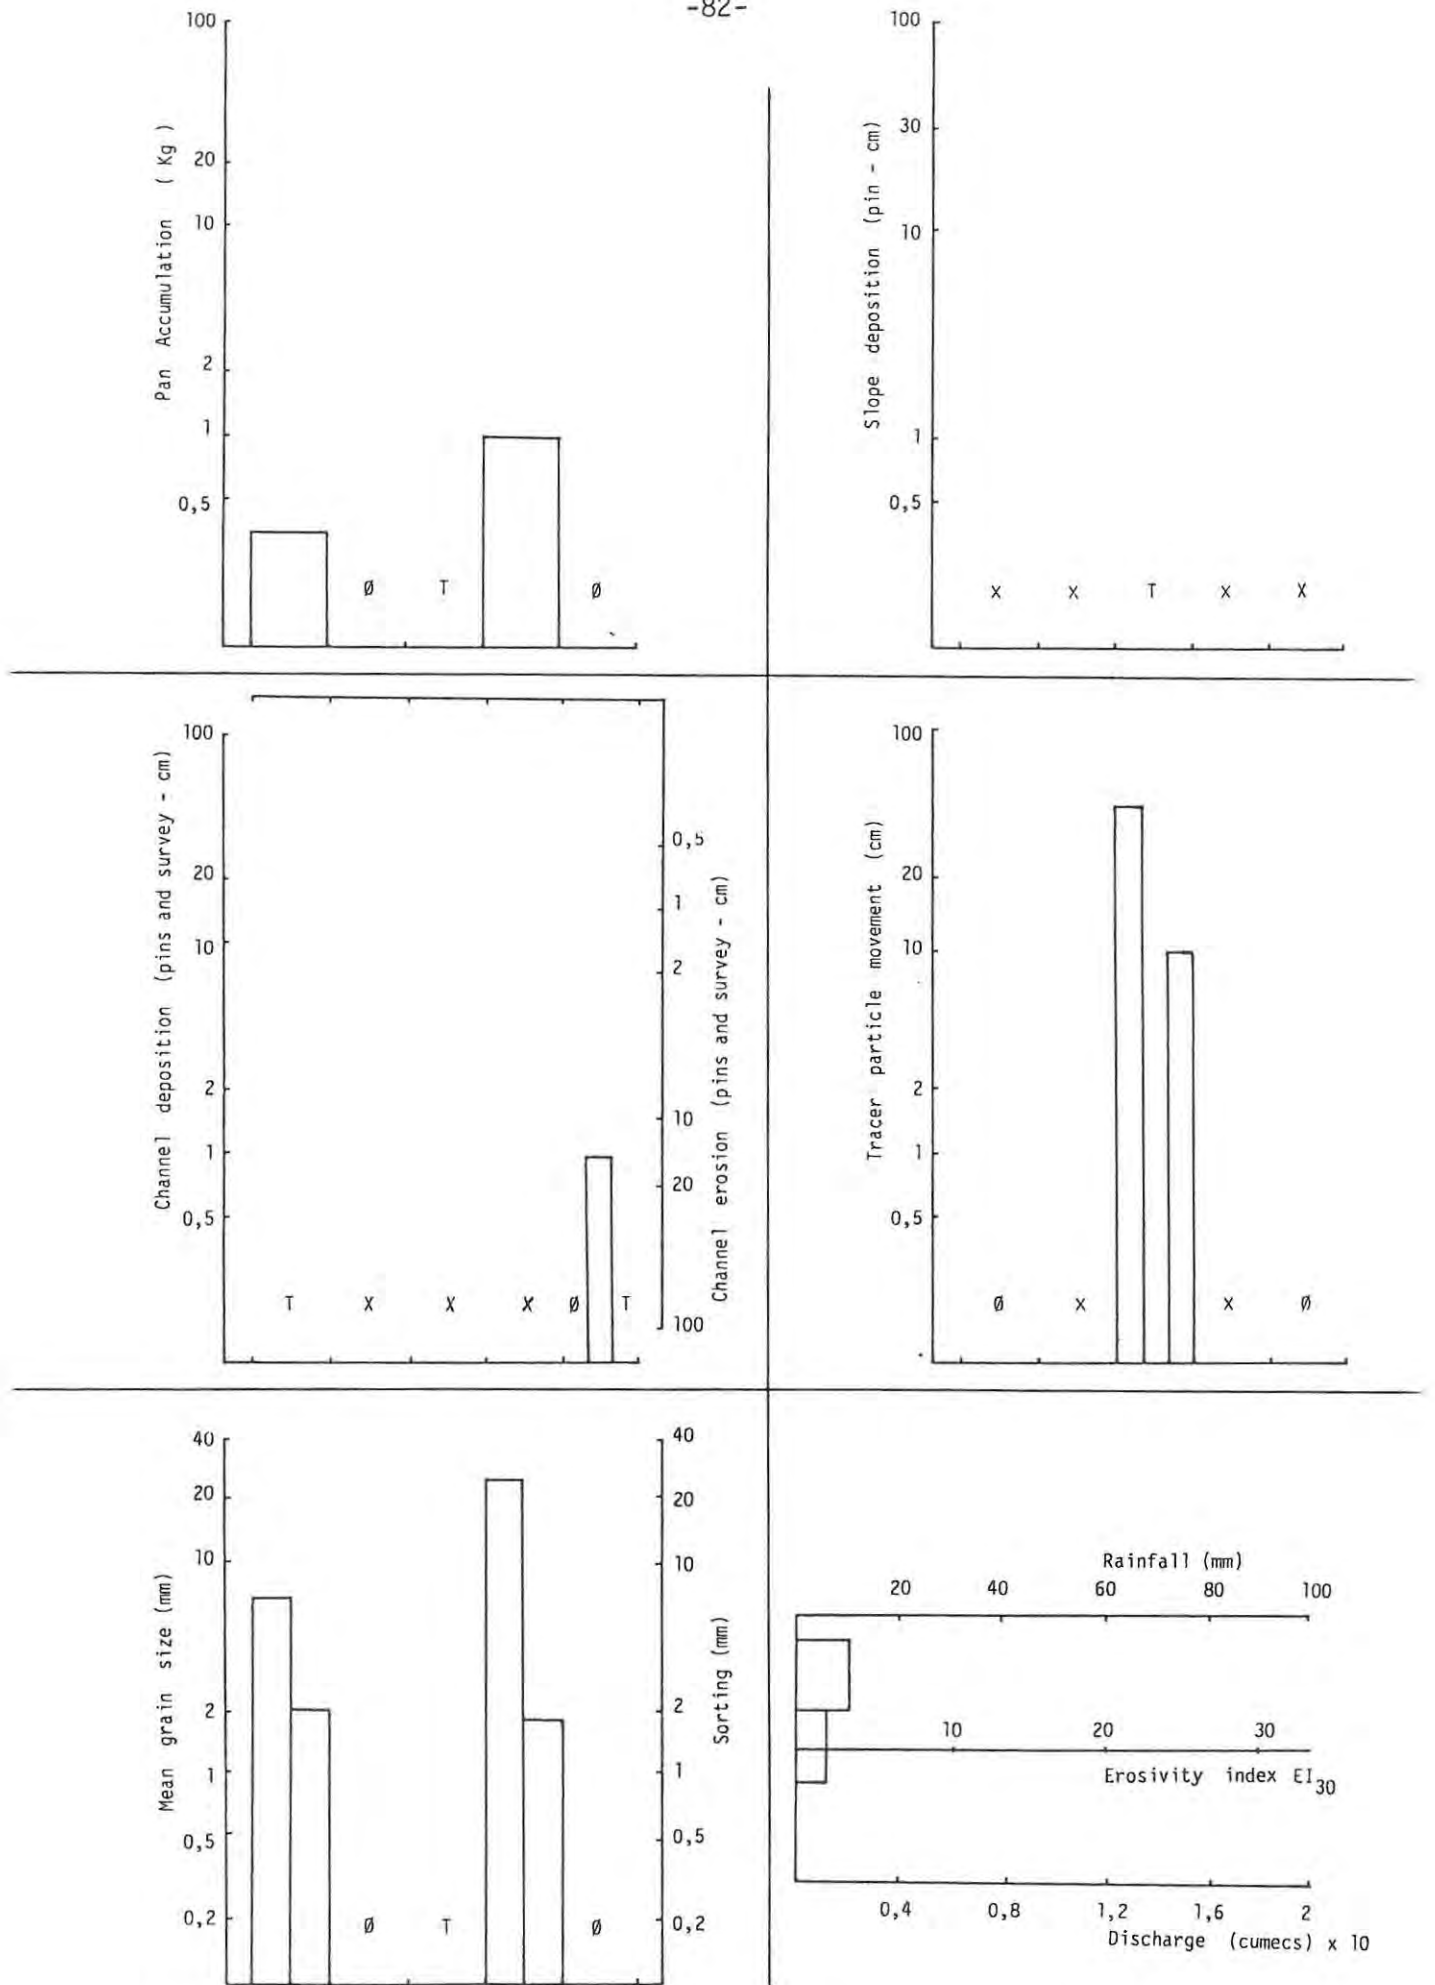 -82-
100
20
10
2
1
0,5
Pan Accumulation ( Kg )
Ø T Ø
100
30
10
1
0,5
Slope deposition (pin - cm)
x x T x x
100
20
10
2
1
0,5
Channel deposition (pins and survey - cm)
T x x x Ø T
0,5
1
2
10
20
100
Channel erosion (pins and survey - cm)
100
20
10
2
1
0,5
Tracer particle movement (cm)
Ø x x Ø
40
20
10
2
1
0,5
0,2
Mean grain size (mm)
Ø T Ø
40
20
10
2
1
0,5
0,2
Sorting (mm)
Rainfall (mm)
20 40 60 80 100
10 20 30
Erosivity index EI30
0,4 0,8 1,2 1,6 2
Discharge (cumecs) x 10